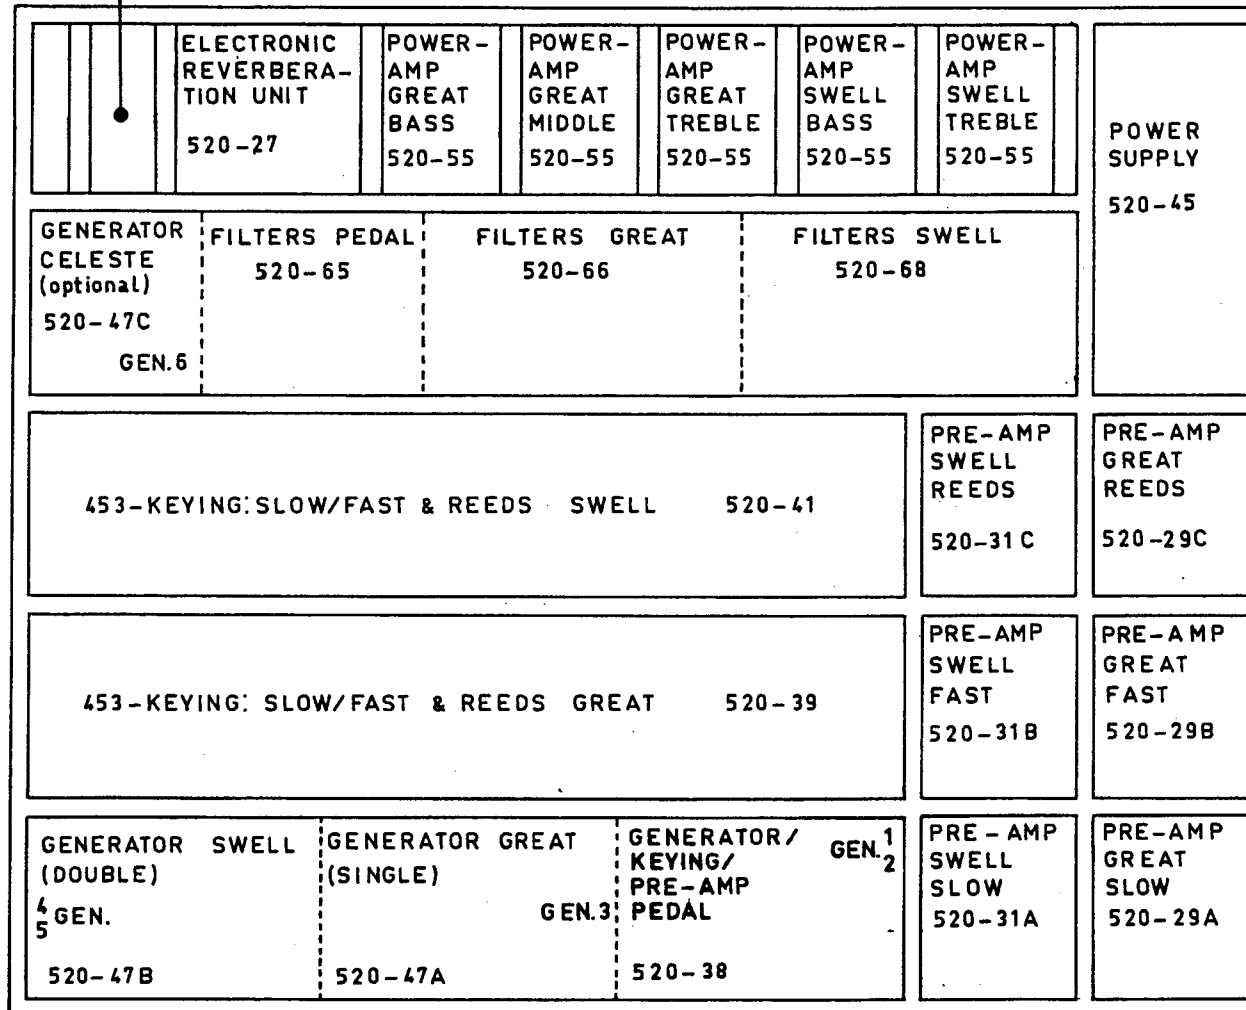 ELECTRONIC
REVERBERA-
TION UNIT
520-27
POWER-
AMP
GREAT
BASS
520-55
POWER-
AMP
GREAT
MIDDLE
520-55
POWER-
AMP
GREAT
TREBLE
520-55
POWER-
AMP
SWELL
BASS
520-55
POWER-
AMP
SWELL
TREBLE
520-55
POWER
SUPPLY
520-45
GENERATOR
CELESTE
(optional)
520-47C
GEN.6
FILTERS PEDAL
520-65
FILTERS GREAT
520-66
FILTERS SWELL
520-68
453-KEYING: SLOW/FAST & REEDS SWELL 520-41
PRE-AMP
SWELL
REEDS
520-31C
PRE-AMP
GREAT
REEDS
520-29C
453-KEYING: SLOW/FAST & REEDS GREAT 520-39
PRE-AMP
SWELL
FAST
520-31B
PRE-AMP
GREAT
FAST
520-29B
GENERATOR SWELL
(DOUBLE)
4
5 GEN.
520-47B
GENERATOR GREAT
(SINGLE)
GEN.3
520-47A
GENERATOR/
KEYING/
PRE-AMP
PEDAL
GEN. 1
2
520-38
PRE-AMP
SWELL
SLOW
520-31A
PRE-AMP
GREAT
SLOW
520-29A